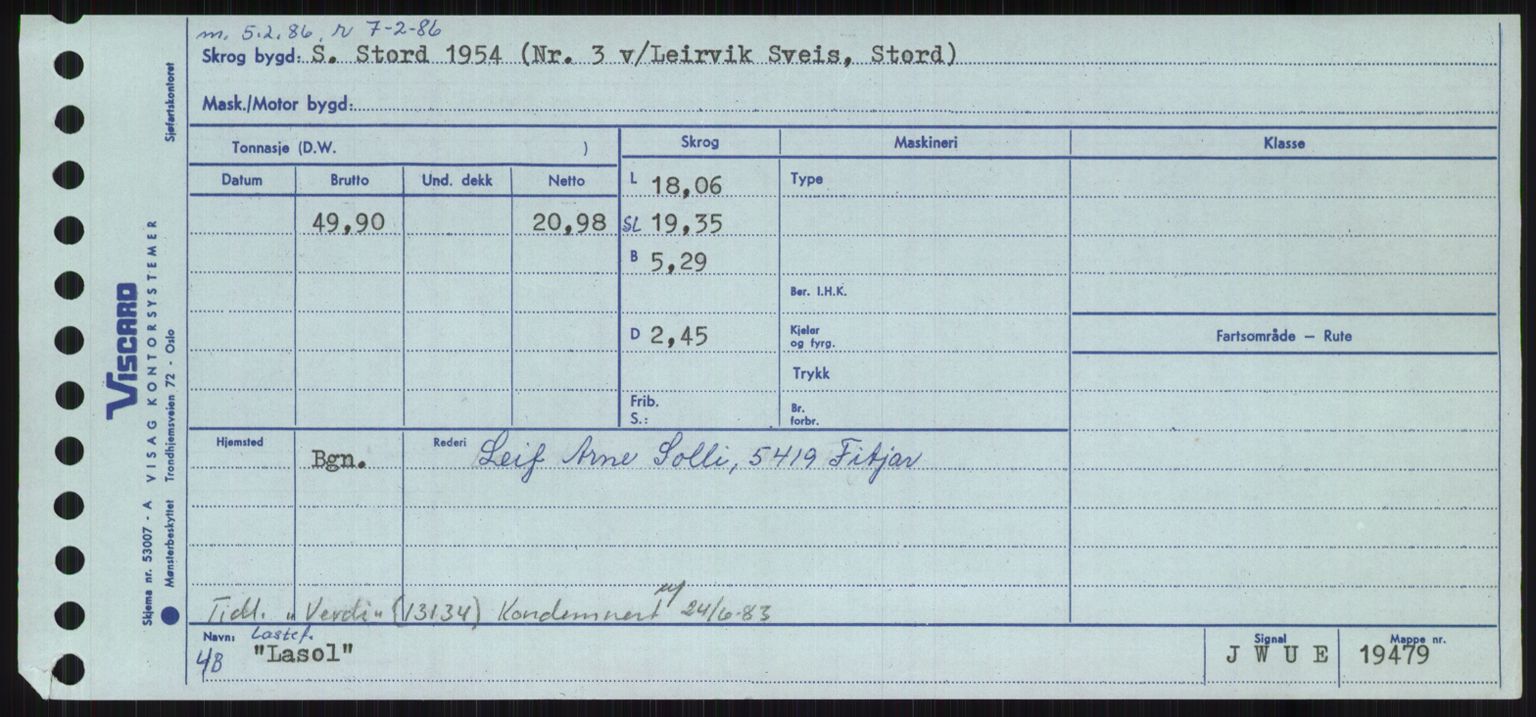 m. 5.2.86, r 7-2-86
Skrog bygd: S. Stord 1954 (Nr. 3 v/Leirvik Sveis, Stord)
Mask./Motor bygd:
Tonnasje (D.W. )
Skrog
Maskineri
Klasse
Datum
Brutto
Und. dekk
Netto
L 18,06
Type
49,90
20,98
SL 19,35
B 5,29
Ber. I.H.K.
D 2,45
Kjeler
og fyrg.
Fartsområde — Rute
Trykk
Frib.
S.:
Br.
forbr.
Hjemsted
Bgn.
Rederi
Leif Arne Solli, 5419 Fitjar
Tidl. "Verdi" (13134) Kondemnert 24/6-83
Navn: Lastef.
4B "Lasol"
Signal
J W U E
Mappe nr.
19479
Sjøfartskontoret
VISCARD
VISAG KONTORSYSTEMER
Trondhjemsveien 72 - Oslo
Skjema nr. 53007 - A
Mønsterbeskyttet